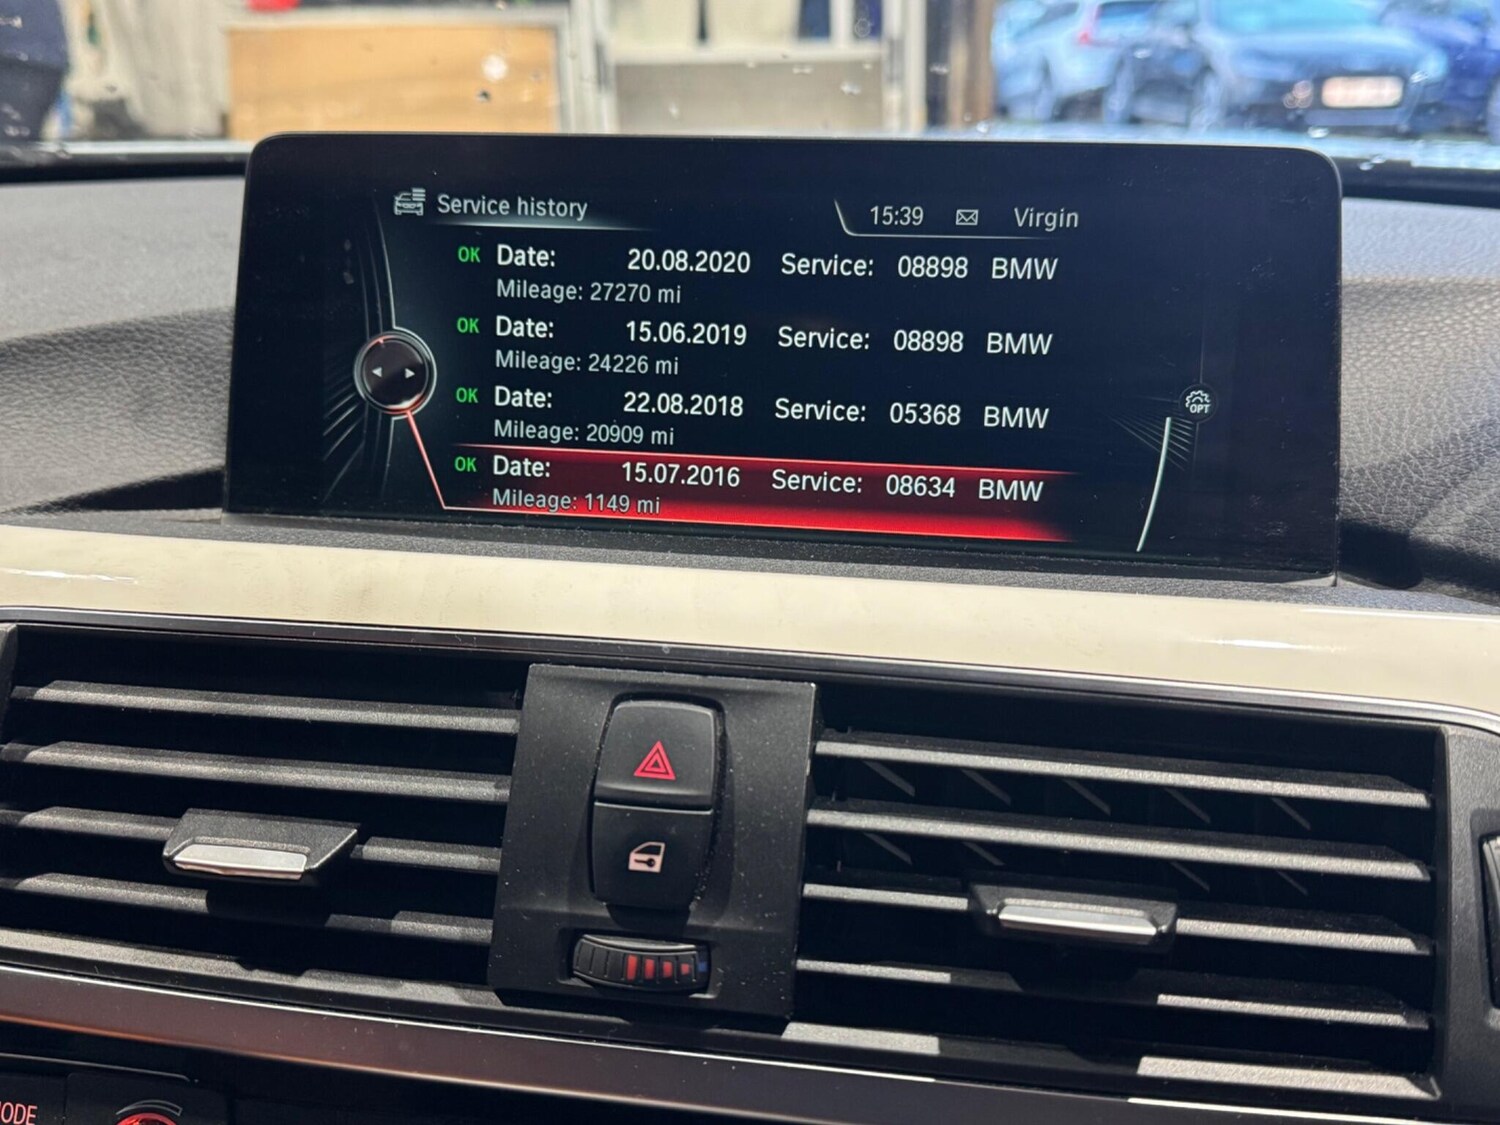 Service history
15:39 Virgin
OK Date: 20.08.2020 Service: 08898 BMW
Mileage: 27270 mi
OK Date: 15.06.2019 Service: 08898 BMW
Mileage: 24226 mi
OK Date: 22.08.2018 Service: 05368 BMW
Mileage: 20909 mi
OPT
OK Date: 15.07.2016 Service: 08634 BMW
Mileage: 1149 mi
MODE